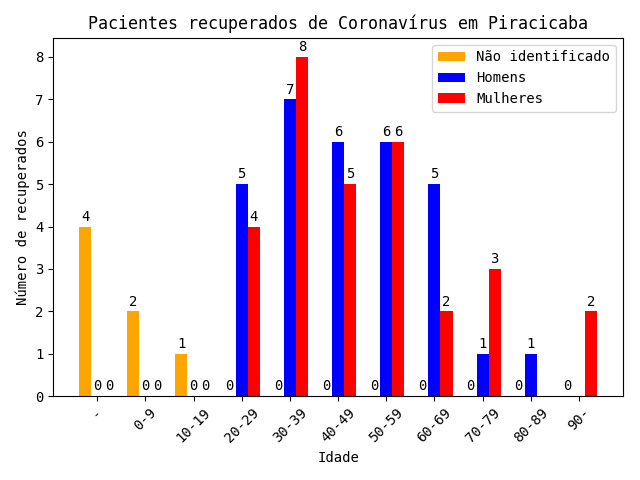 Pacientes recuperados de Coronavírus em Piracicaba
Não identificado
Homens
Mulheres
Número de recuperados
8
7
6
5
4
3
2
1
0
4 0 0
2 0 0
1 0 0
0 5 4
0 7 8
0 6 5
0 6 6
0 5 2
0 1 3
0 1
0 2
- 0-9 10-19 20-29 30-39 40-49 50-59 60-69 70-79 80-89 90-
Idade